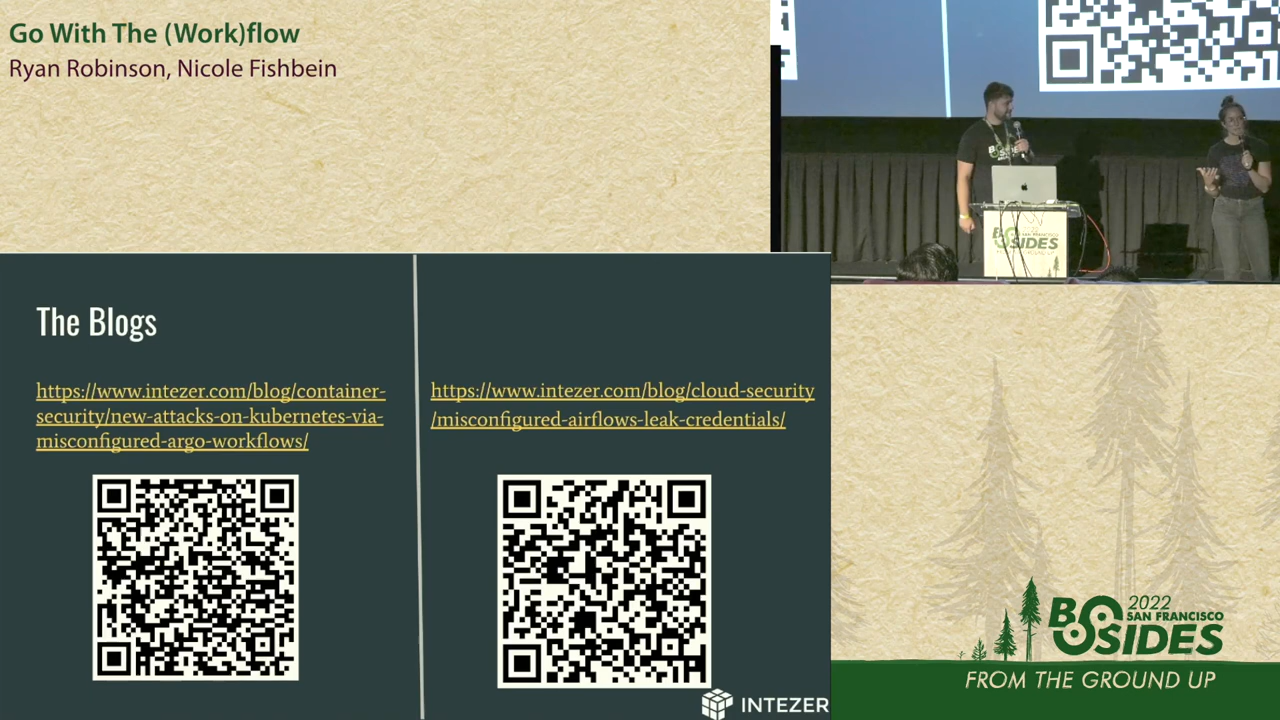 Go With The (Work)flow
Ryan Robinson, Nicole Fishbein
The Blogs
https://www.intezer.com/blog/container-
security/new-attacks-on-kubernetes-via-
misconfigured-argo-workflows/
https://www.intezer.com/blog/cloud-security
/misconfigured-airflows-leak-credentials/
INTEZER
BSIDES
SIDES
2022
SAN FRANCISCO
BSIDES
FROM THE GROUND UP